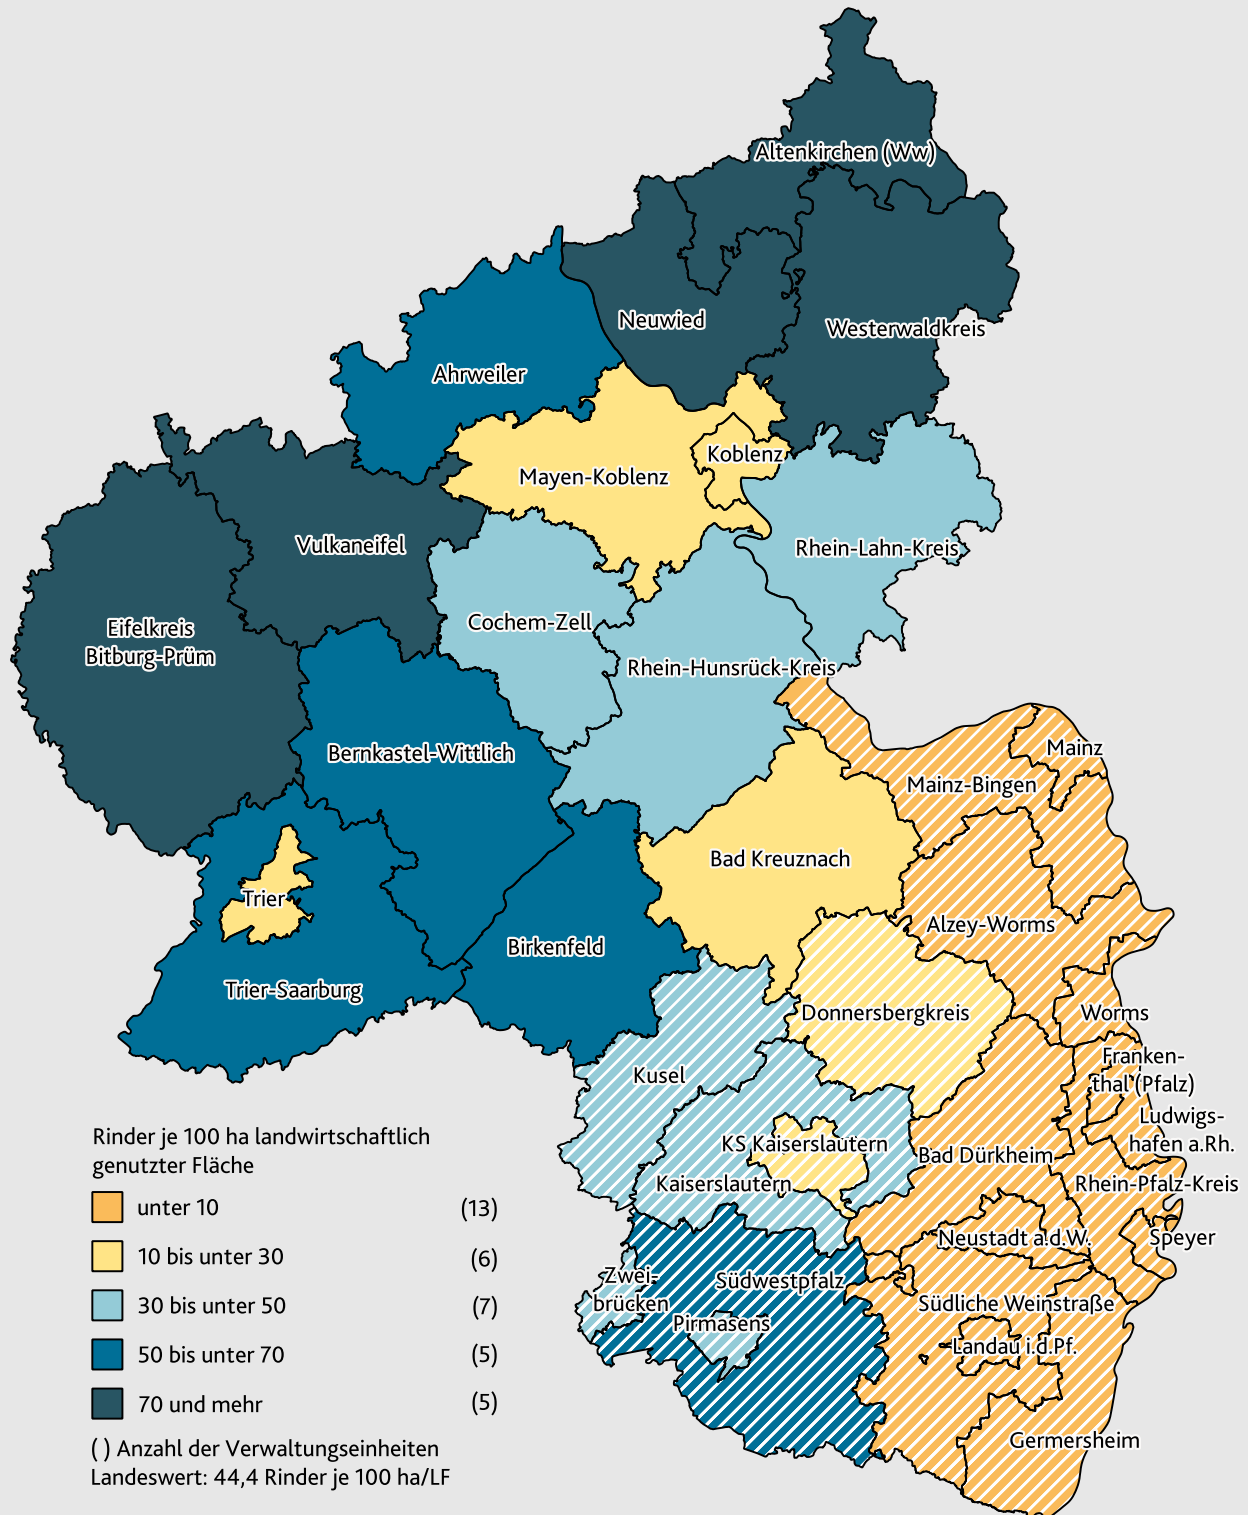 Altenkirchen (Ww)
Neuwied
Westerwaldkreis
Ahrweiler
Koblenz
Mayen-Koblenz
Vulkaneifel
Rhein-Lahn-Kreis
Cochem-Zell
Eifelkreis
Bitburg-Prüm
Rhein-Hunsrück-Kreis
Bernkastel-Wittlich
Mainz
Mainz-Bingen
Bad Kreuznach
Trier
Alzey-Worms
Birkenfeld
Trier-Saarburg
Donnersbergkreis
Worms
Franken-
thal (Pfalz)
Kusel
Ludwigs-
hafen a.Rh.
KS Kaiserslautern
Bad Dürkheim
Kaiserslautern
Rhein-Pfalz-Kreis
Neustadt a.d.W.
Speyer
Zwei-
brücken
Südwestpfalz
Südliche Weinstraße
Pirmasens
Landau i.d.Pf.
Germersheim
Rinder je 100 ha landwirtschaftlich
genutzter Fläche
unter 10 (13)
10 bis unter 30 (6)
30 bis unter 50 (7)
50 bis unter 70 (5)
70 und mehr (5)
( ) Anzahl der Verwaltungseinheiten
Landeswert: 44,4 Rinder je 100 ha/LF